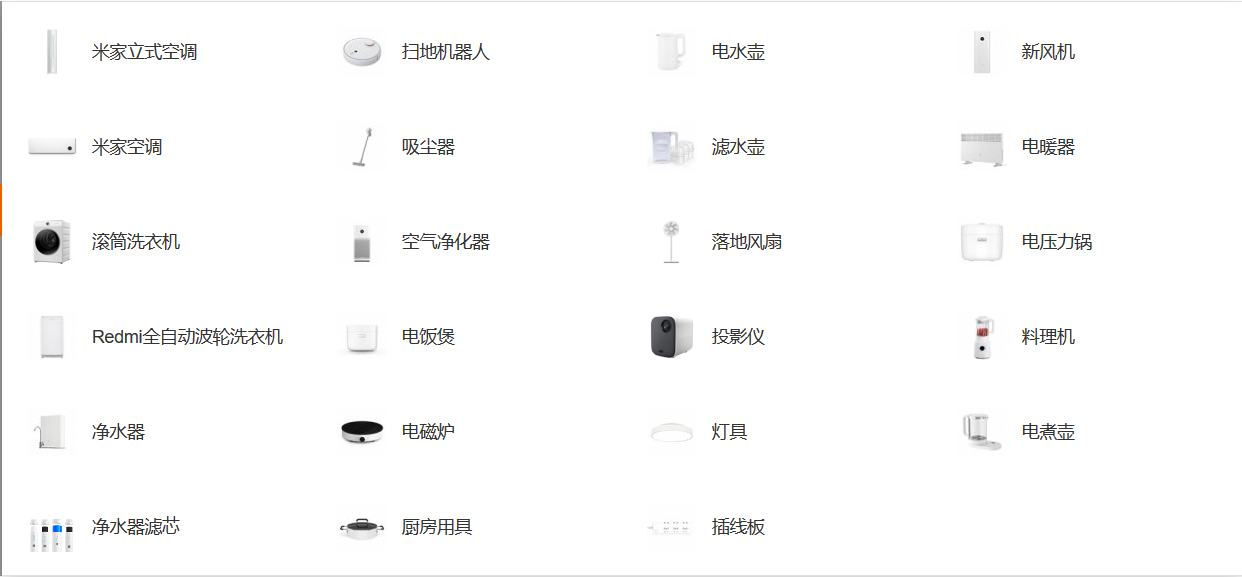 米家立式空调
扫地机器人
电水壶
新风机
米家空调
吸尘器
滤水壶
电暖器
滚筒洗衣机
空气净化器
落地风扇
电压力锅
Redmi全自动波轮洗衣机
电饭煲
投影仪
料理机
净水器
电磁炉
灯具
电煮壶
净水器滤芯
厨房用具
插线板